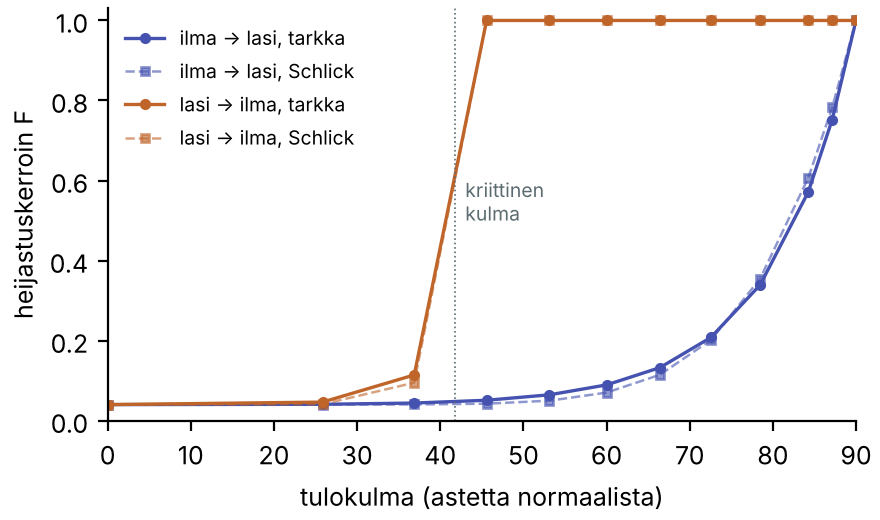 1.0
0.8
0.6
0.4
0.2
0.0
heijastuskerroin F
ilma → lasi, tarkka
ilma → lasi, Schlick
lasi → ilma, tarkka
lasi → ilma, Schlick
kriittinen
kulma
0 10 20 30 40 50 60 70 80 90
tulokulma (astetta normaalista)